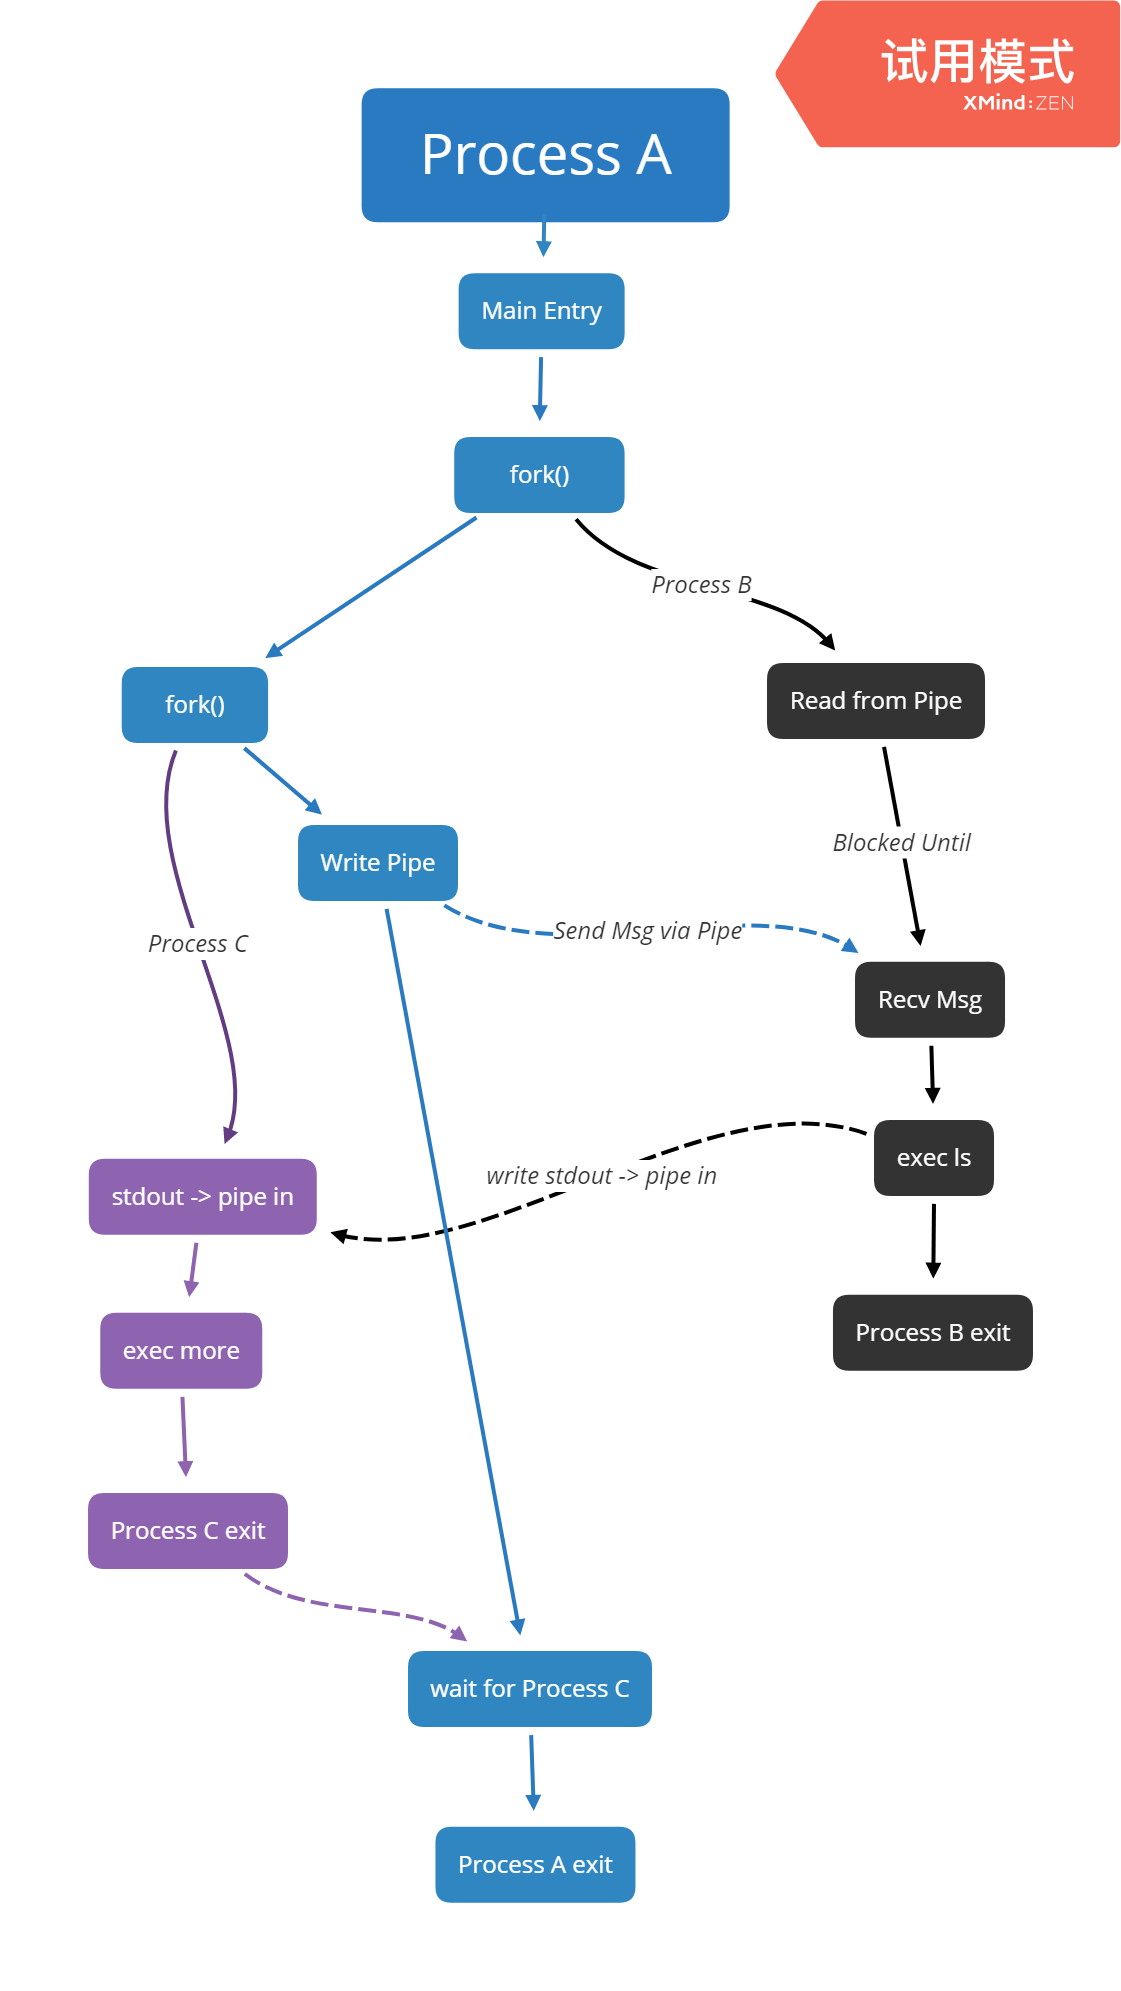 试用模式
XMind:ZEN
Process A
Main Entry
fork()
Process B
fork()
Read from Pipe
Blocked Until
Write Pipe
Send Msg via Pipe
Process C
Recv Msg
exec ls
write stdout -> pipe in
stdout -> pipe in
Process B exit
exec more
Process C exit
wait for Process C
Process A exit